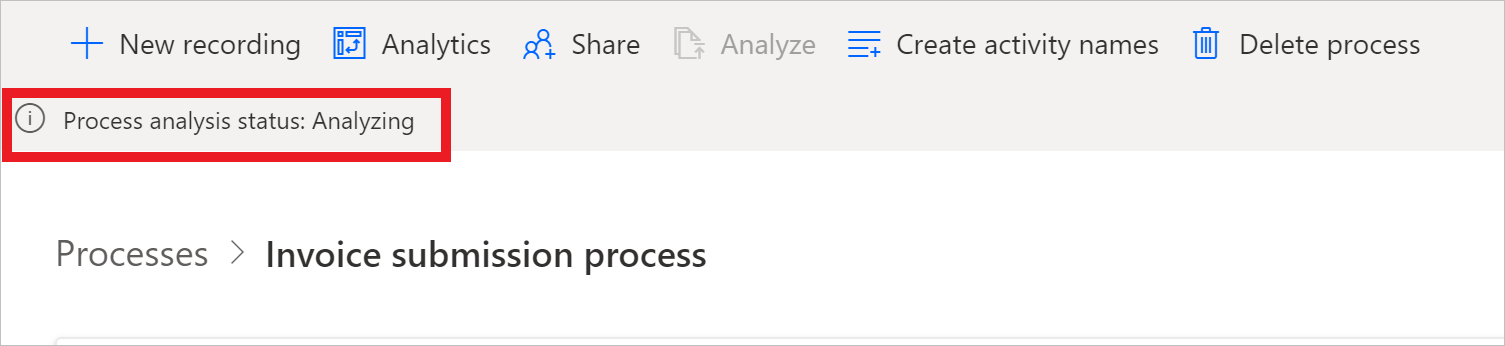 New recording Analytics Share Analyze Create activity names Delete process
Process analysis status: Analyzing
Processes > Invoice submission process